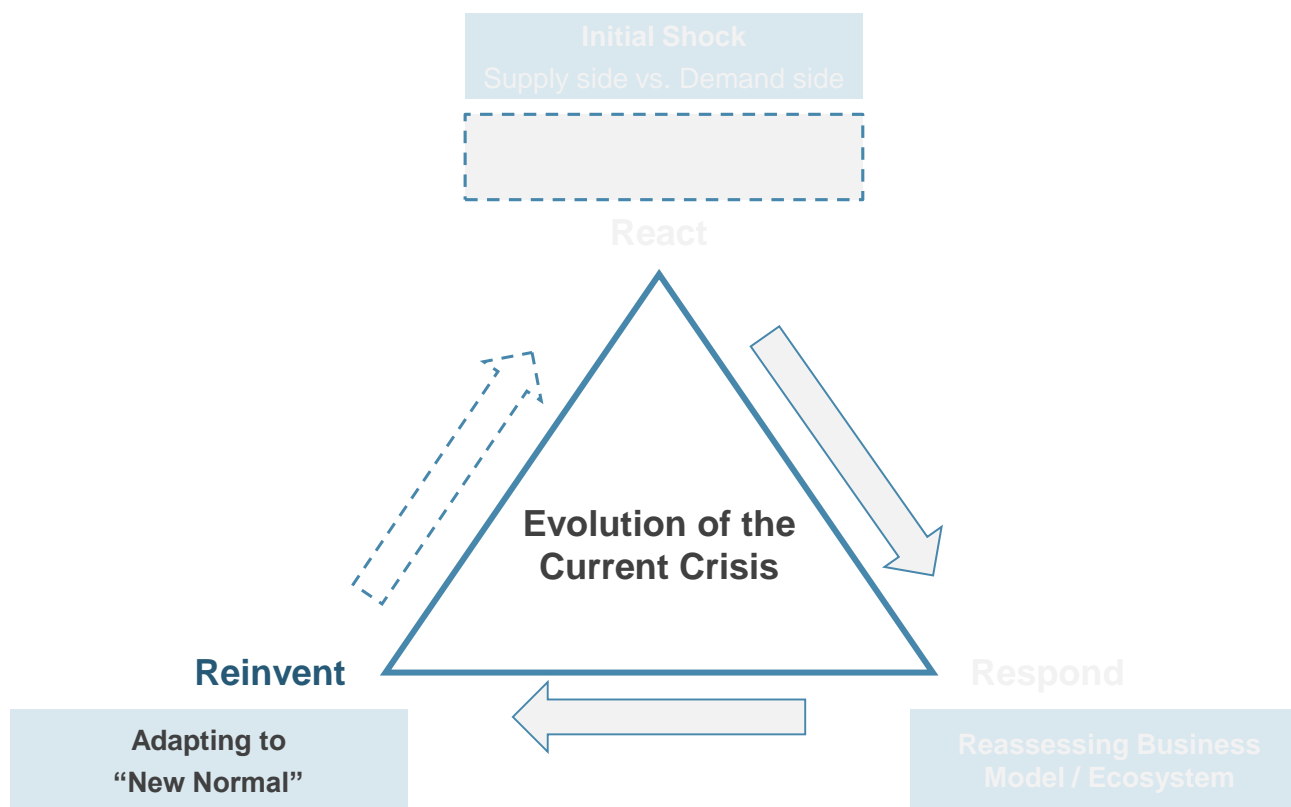 Initial Shock
Supply side vs. Demand side
React
Evolution of the
Current Crisis
Reinvent
Respond
Adapting to
“New Normal”
Reassessing Business
Model / Ecosystem